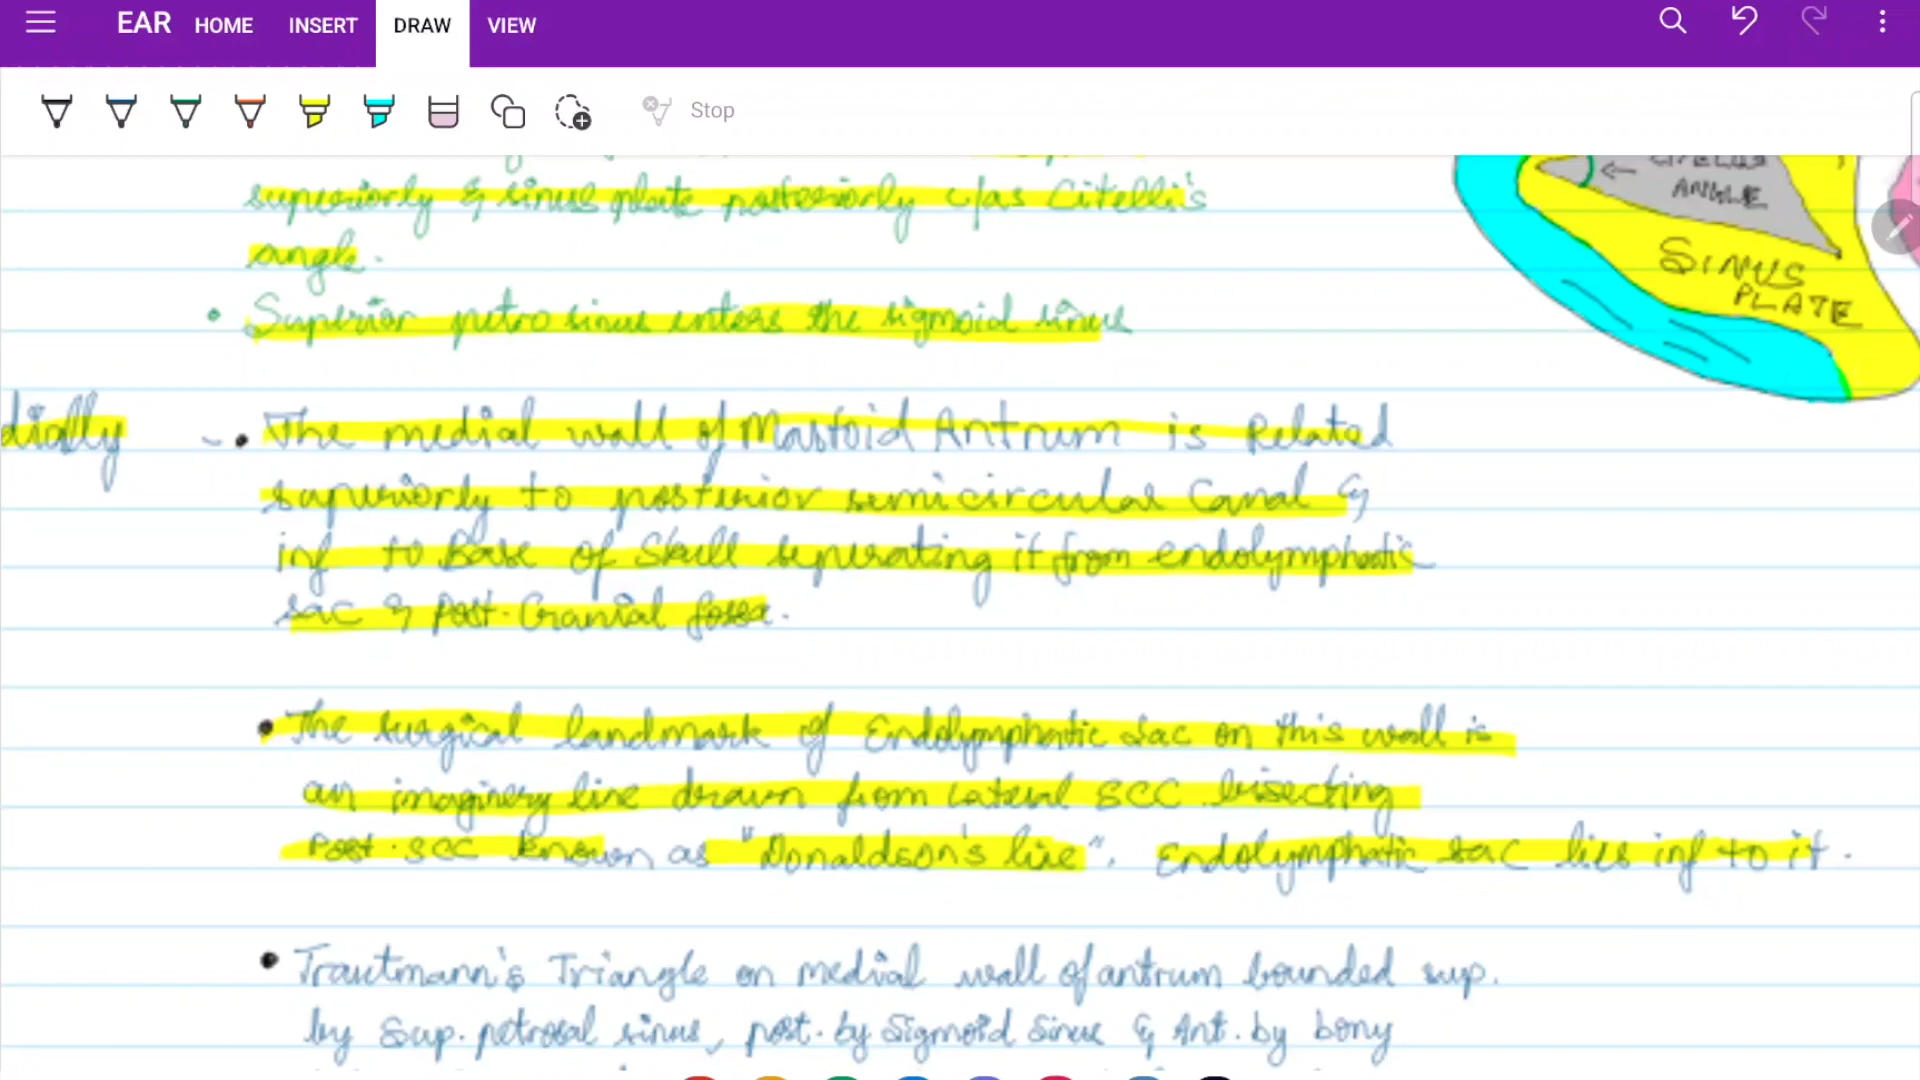 EAR HOME INSERT DRAW VIEW
Stop
superiorly & sinus plate posteriorly c/as Citelli's
angle.
ANGLE
SINUS
PLATE
• Superior petro sinus enters the sigmoid sinus
dially - • The medial wall of Mastoid Antrum is Related
superiorly to posterior semicircular Canal &
inf to Base of Skull seperating it from endolymphatic
sac & post. Cranial fossa.
• The surgical landmark of Endolymphatic sac on this wall is
an imaginery line drawn from Lateral SCC bisecting
Post. SCC known as "Donaldson's line". Endolymphatic sac lies inf to it.
• Trautmann's Triangle on medial wall of antrum bounded sup.
by Sup. petrosal sinus, post. by Sigmoid Sinus & Ant. by bony